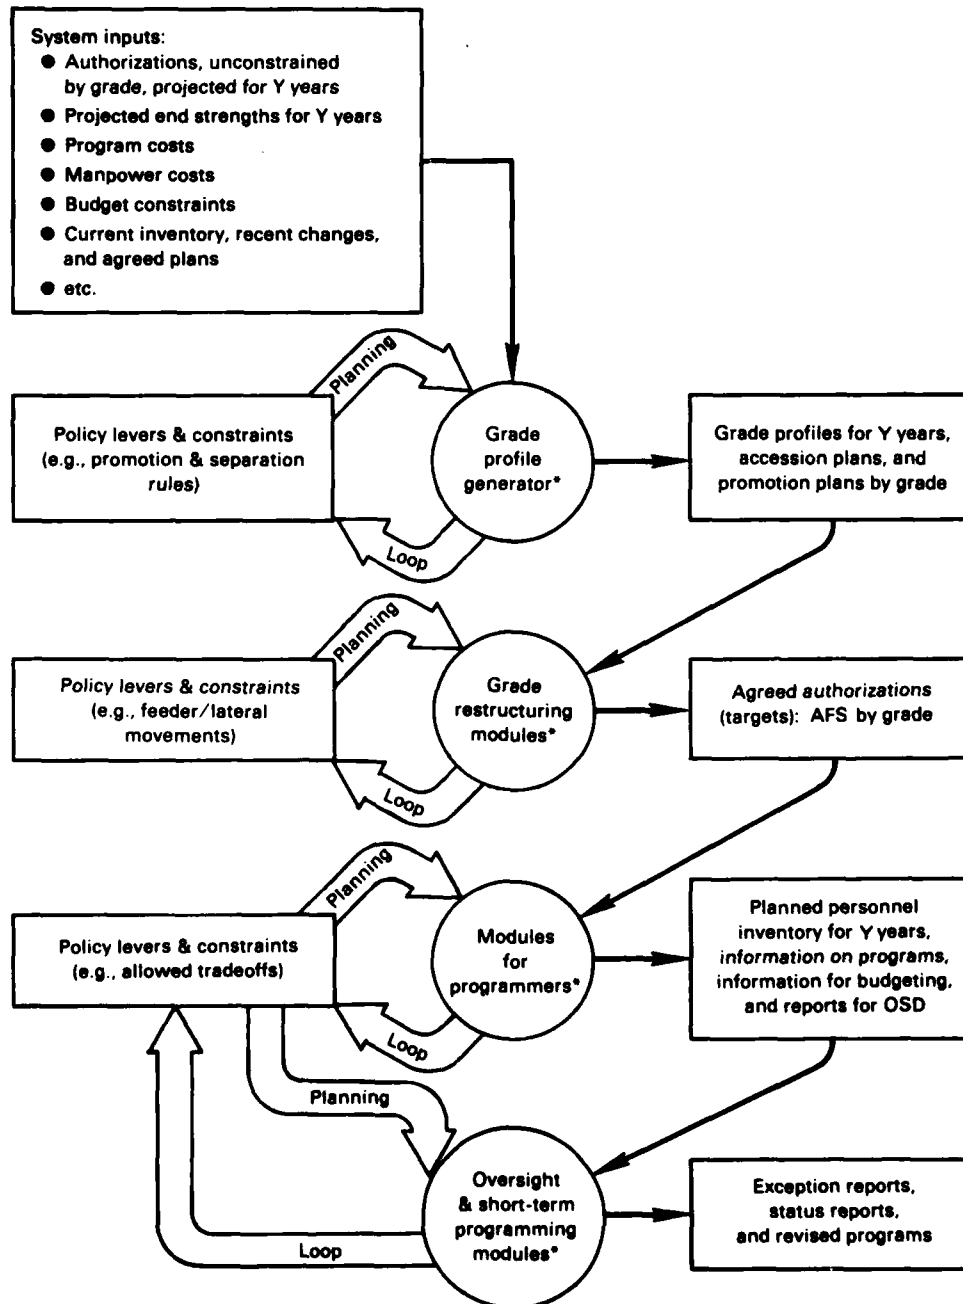 System inputs:
● Authorizations, unconstrained
by grade, projected for Y years
● Projected end strengths for Y years
● Program costs
● Manpower costs
● Budget constraints
● Current inventory, recent changes,
and agreed plans
● etc.
Planning
Policy levers & constraints
(e.g., promotion & separation
rules)
Loop
Grade
profile
generator*
Grade profiles for Y years,
accession plans, and
promotion plans by grade
Planning
Policy levers & constraints
(e.g., feeder/lateral
movements)
Loop
Grade
restructuring
modules*
Agreed authorizations
(targets): AFS by grade
Planning
Policy levers & constraints
(e.g., allowed tradeoffs)
Loop
Modules
for
programmers*
Planned personnel
inventory for Y years,
information on programs,
information for budgeting,
and reports for OSD
Planning
Loop
Oversight
& short-term
programming
modules*
Exception reports,
status reports,
and revised programs